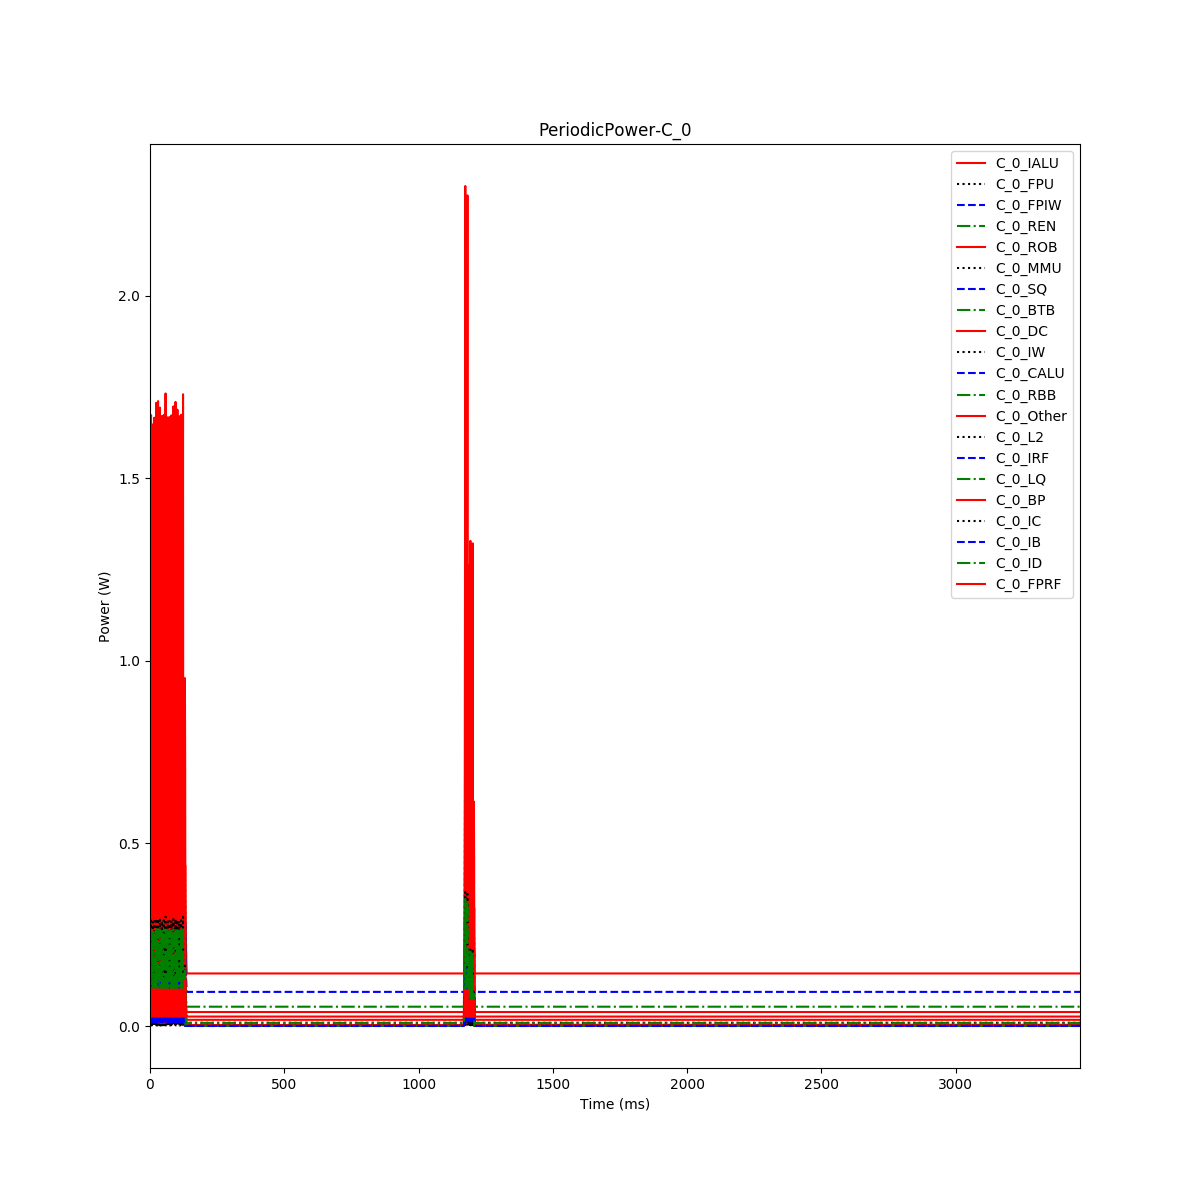 PeriodicPower-C_0
C_0_IALU
C_0_FPU
C_0_FPIW
C_0_REN
C_0_ROB
C_0_MMU
C_0_SQ
C_0_BTB
C_0_DC
C_0_IW
C_0_CALU
C_0_RBB
C_0_Other
C_0_L2
C_0_IRF
C_0_LQ
C_0_BP
C_0_IC
C_0_IB
C_0_ID
C_0_FPRF
Power (W)
2.0
1.5
1.0
0.5
0.0
0 500 1000 1500 2000 2500 3000
Time (ms)